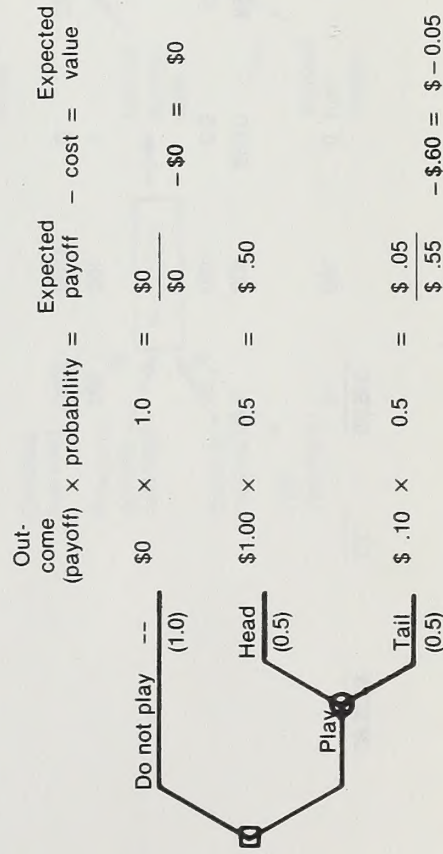 Out-
come Expected Expected
(payoff) × probability = payoff – cost = value
Do not play -- $0 × 1.0 = $0
(1.0) $0 – $0 = $0
Head $1.00 × 0.5 = $ .50
(0.5)
Play
Tail $ .10 × 0.5 = $ .05
(0.5) $ .55 – $.60 = $ – 0.05